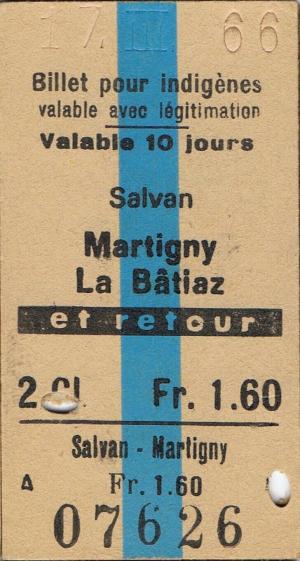 17. III 66
Billet pour indigènes
valable avec légitimation
Valable 10 jours
Salvan
Martigny
La Bâtiaz
et retour
2. Cl. Fr. 1.60
Salvan - Martigny
A Fr. 1.60
07626